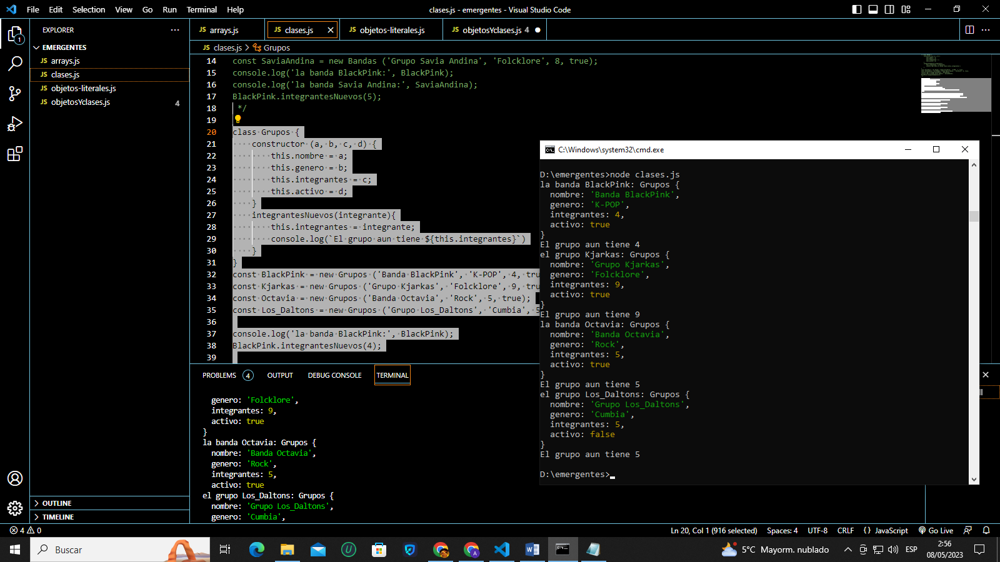 File Edit Selection View Go Run Terminal Help
clases.js - emergentes - Visual Studio Code
1
EXPLORER
EMERGENTES
JS arrays.js
JS clases.js
JS objetos-literales.js
JS objetosYclases.js 4
OUTLINE
TIMELINE
JS arrays.js
JS clases.js
JS objetos-literales.js
JS objetosYclases.js 4
JS clases.js > Grupos
14 const SaviaAndina = new Bandas ('Grupo Savia Andina', 'Folcklore', 8, true);
15 console.log('la banda BlackPink:', BlackPink);
16 console.log('la banda Savia Andina:', SaviaAndina);
17 BlackPink.integrantesNuevos(5);
18 */
19
20 class Grupos {
21 constructor (a, b, c, d) {
22 this.nombre = a;
23 this.genero = b;
24 this.integrantes = c;
25 this.activo = d;
26 }
27 integrantesNuevos(integrante){
28 this.integrantes = integrante;
29 console.log(`El grupo aun tiene ${this.integrantes}`)
30 }
31 }
32 const BlackPink = new Grupos ('Banda BlackPink', 'K-POP', 4, tru
33 const Kjarkas = new Grupos ('Grupo Kjarkas', 'Folcklore', 9, tru
34 const Octavia = new Grupos ('Banda Octavia', 'Rock', 5, true);
35 const Los_Daltons = new Grupos ('Grupo Los_Daltons', 'Cumbia', 5
36
37 console.log('la banda BlackPink:', BlackPink);
38 BlackPink.integrantesNuevos(4);
39
PROBLEMS 4 OUTPUT DEBUG CONSOLE TERMINAL
genero: 'Folcklore',
integrantes: 9,
activo: true
}
la banda Octavia: Grupos {
nombre: 'Banda Octavia',
genero: 'Rock',
integrantes: 5,
activo: true
el grupo Los_Daltons: Grupos {
nombre: 'Grupo Los_Daltons',
genero: 'Cumbia',
C:\Windows\system32\cmd.exe
D:\emergentes>node clases.js
la banda BlackPink: Grupos {
nombre: 'Banda BlackPink',
genero: 'K-POP',
integrantes: 4,
activo: true
}
El grupo aun tiene 4
el grupo Kjarkas: Grupos {
nombre: 'Grupo Kjarkas',
genero: 'Folcklore',
integrantes: 9,
activo: true
}
El grupo aun tiene 9
la banda Octavia: Grupos {
nombre: 'Banda Octavia',
genero: 'Rock',
integrantes: 5,
activo: true
}
El grupo aun tiene 5
el grupo Los_Daltons: Grupos {
nombre: 'Grupo Los_Daltons',
genero: 'Cumbia',
integrantes: 5,
activo: false
}
El grupo aun tiene 5
D:\emergentes>
4 0
Ln 20, Col 1 (916 selected) Spaces: 4 UTF-8 CRLF {} JavaScript Go Live
Buscar
5°C Mayorm. nublado
ESP
2:56
08/05/2023